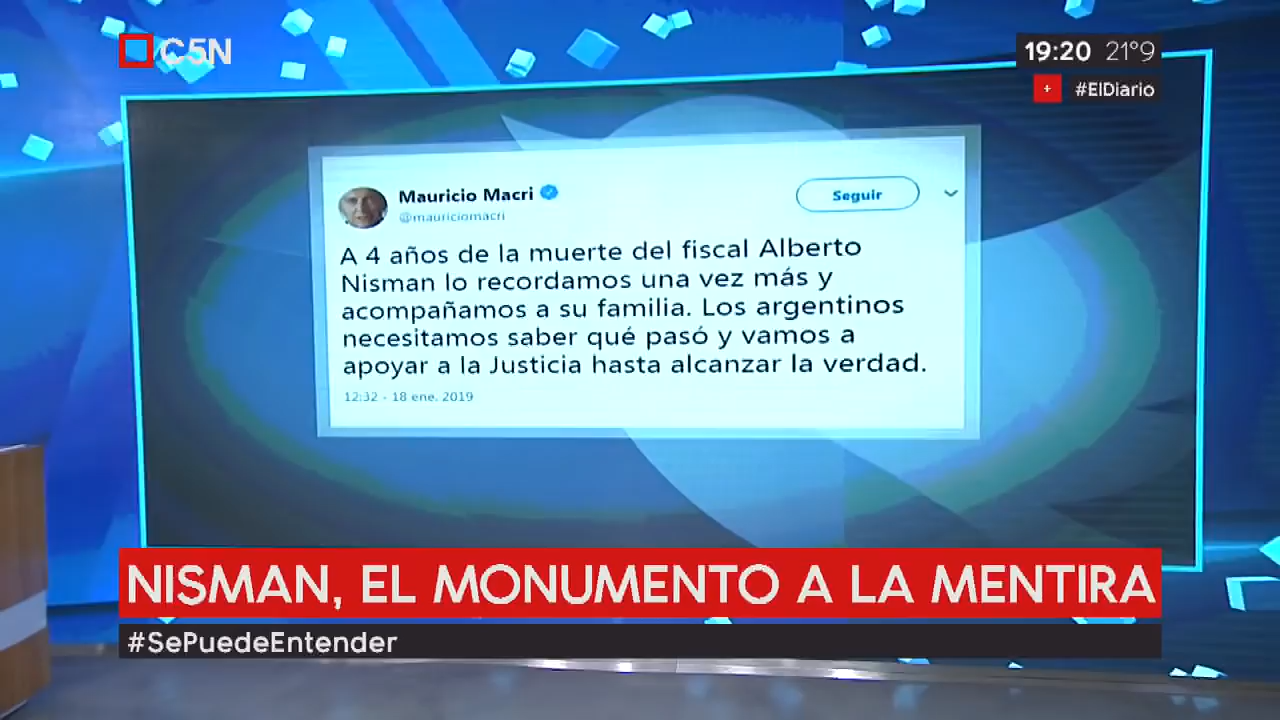 C5N
19:20 21°9
+ #ElDiario
Mauricio Macri
@mauriciomacri
Seguir
A 4 años de la muerte del fiscal Alberto
Nisman lo recordamos una vez más y
acompañamos a su familia. Los argentinos
necesitamos saber qué pasó y vamos a
apoyar a la Justicia hasta alcanzar la verdad.
12:32 - 18 ene. 2019
NISMAN, EL MONUMENTO A LA MENTIRA
#SePuedeEntender